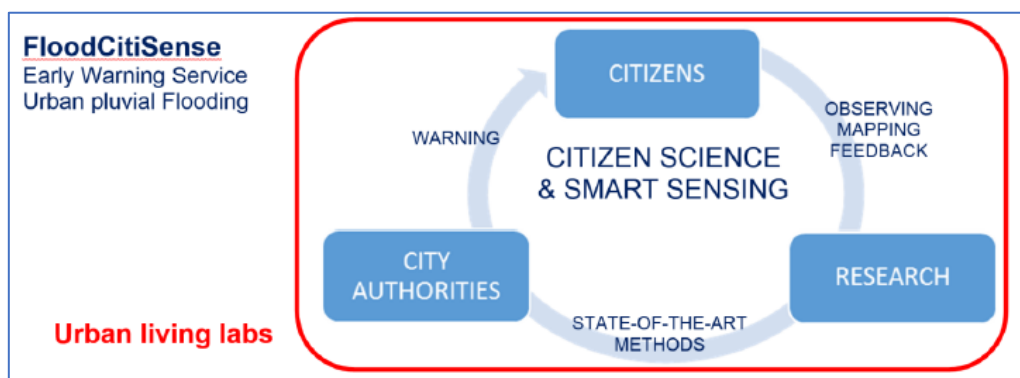 FloodCitiSense
Early Warning Service
Urban pluvial Flooding
CITIZENS
OBSERVING
MAPPING
FEEDBACK
WARNING
CITIZEN SCIENCE
& SMART SENSING
CITY
AUTHORITIES
RESEARCH
STATE-OF-THE-ART
METHODS
Urban living labs